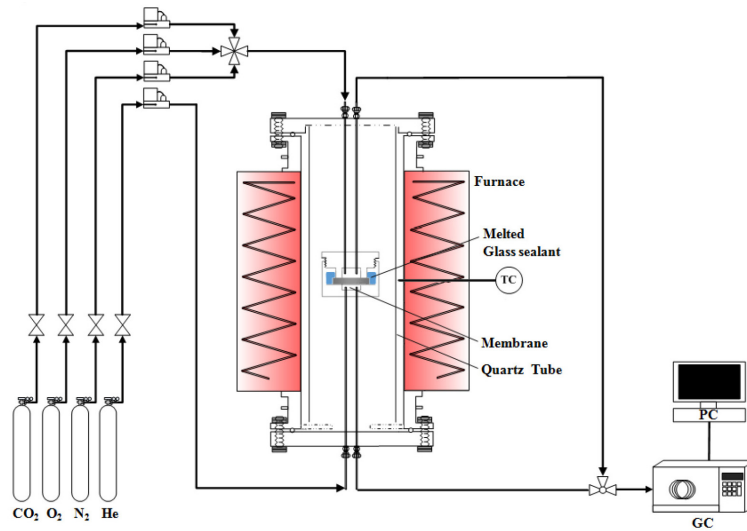 Furnace
Melted
Glass sealant
TC
Membrane
Quartz Tube
PC
CO₂ O₂ N₂ He
GC